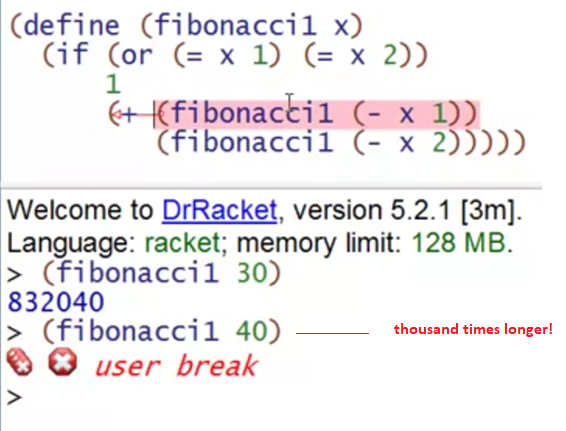 (define (fibonacci1 x)
(if (or (= x 1) (= x 2))
1
(+ (fibonacci1 (- x 1))
(fibonacci1 (- x 2)))))
Welcome to DrRacket, version 5.2.1 [3m].
Language: racket; memory limit: 128 MB.
> (fibonacci1 30)
832040
> (fibonacci1 40) thousand times longer!
user break
>